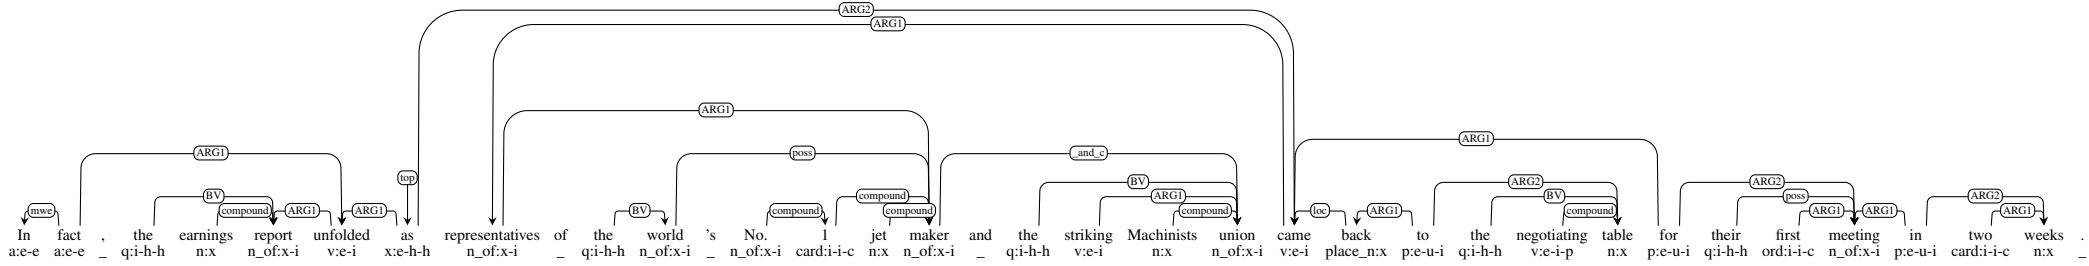 ARG2
ARG1
ARG1
ARG1
ARG1 poss _and_c
top
BV compound BV ARG2 ARG2
mwe compound ARG1 ARG1 BV compound compound compound ARG1 compound loc ARG1 BV compound poss ARG1 ARG1 ARG2 ARG1
In fact , the earnings report unfolded as representatives of the world 's No. 1 jet maker and the striking Machinists union came back to the negotiating table for their first meeting in two weeks .
a:e-e a:e-e _ q:i-h-h n:x n_of:x-i v:e-i x:e-h-h n_of:x-i _ q:i-h-h n_of:x-i _ n_of:x-i card:i-i-c n:x n_of:x-i _ q:i-h-h v:e-i n:x n_of:x-i v:e-i place_n:x p:e-u-i q:i-h-h v:e-i-p n:x p:e-u-i q:i-h-h ord:i-i-c n_of:x-i p:e-u-i card:i-i-c n:x _